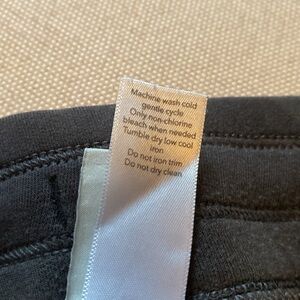 Machine wash cold
gentle cycle
Only non-chlorine
bleach when needed
Tumble dry low cool
iron
Do not iron trim
Do not dry clean